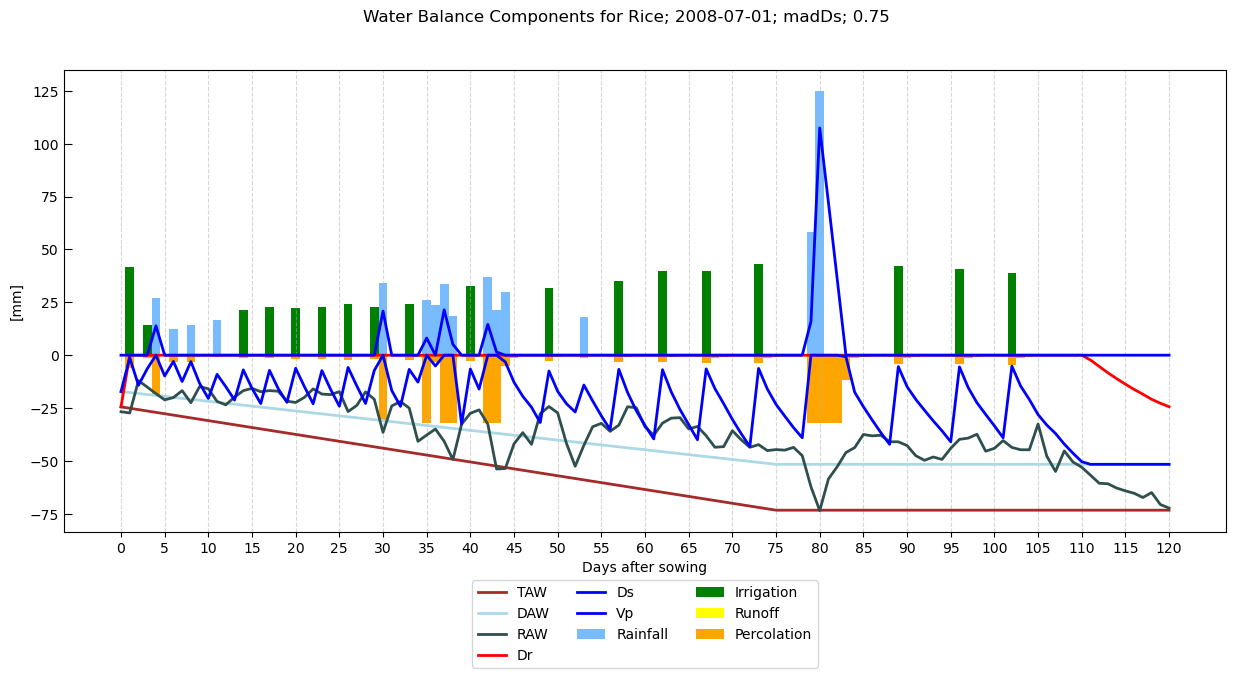 Water Balance Components for Rice; 2008-07-01; madDs; 0.75
125
100
75
50
25
0
−25
−50
−75
[mm]
0 5 10 15 20 25 30 35 40 45 50 55 60 65 70 75 80 85 90 95 100 105 110 115 120
Days after sowing
TAW Ds Irrigation
DAW Vp Runoff
RAW Rainfall Percolation
Dr